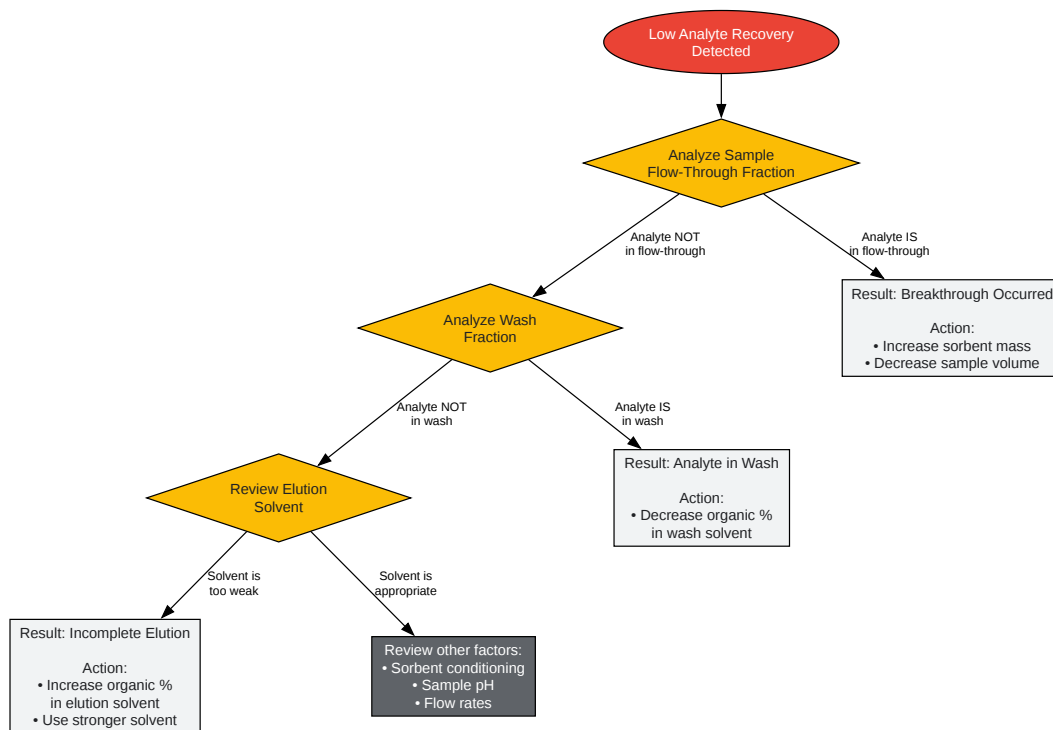 Low Analyte Recovery
Detected
Analyze Sample
Flow-Through Fraction
Analyte NOT
in flow-through
Analyte IS
in flow-through
Result: Breakthrough Occurred
Action:
• Increase sorbent mass
• Decrease sample volume
Analyze Wash
Fraction
Analyte NOT
in wash
Analyte IS
in wash
Result: Analyte in Wash
Action:
• Decrease organic %
in wash solvent
Review Elution
Solvent
Solvent is
too weak
Solvent is
appropriate
Result: Incomplete Elution
Action:
• Increase organic %
in elution solvent
• Use stronger solvent
Review other factors:
• Sorbent conditioning
• Sample pH
• Flow rates